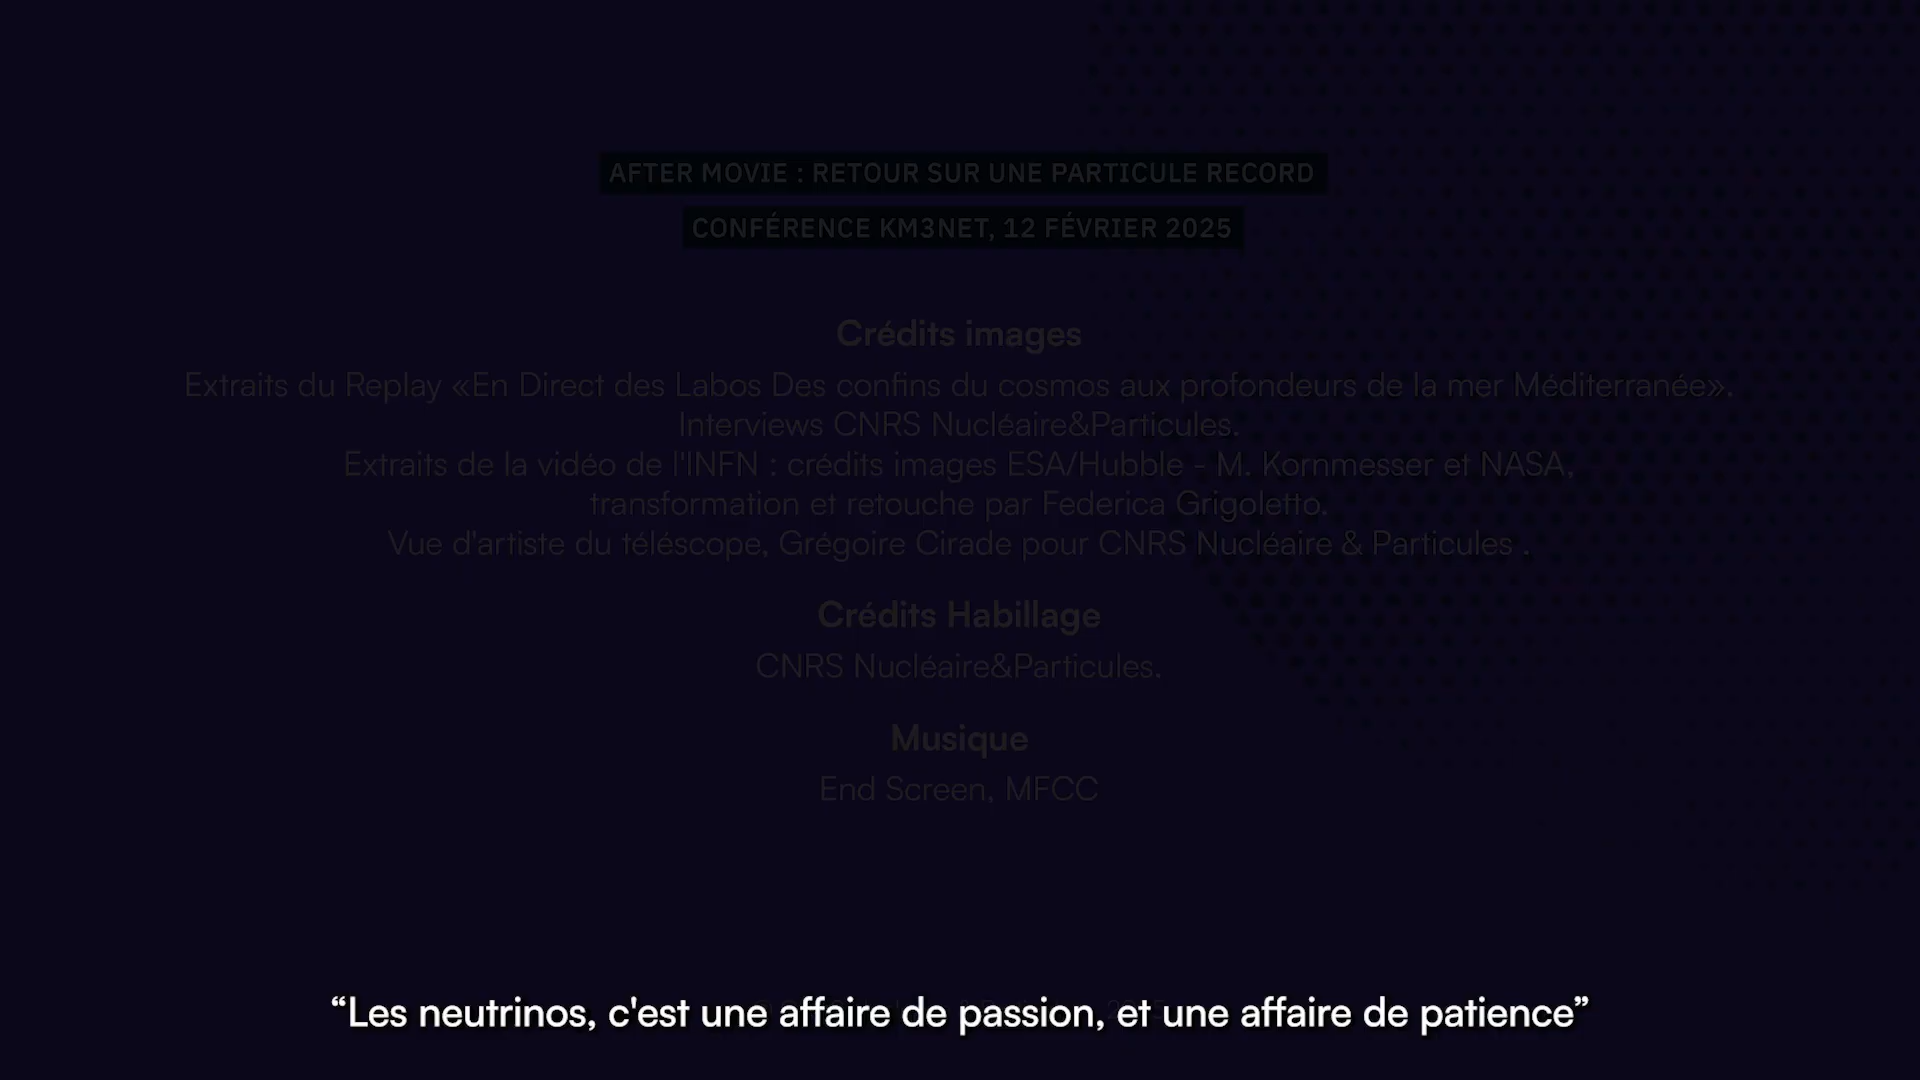 AFTER MOVIE : RETOUR SUR UNE PARTICULE RECORD
CONFÉRENCE KM3NET, 12 FÉVRIER 2025
Crédits images
Extraits du Replay «En Direct des Labos Des confins du cosmos aux profondeurs de la mer Méditerranée».
Interviews CNRS Nucléaire&Particules.
Extraits de la vidéo de l'INFN : crédits images ESA/Hubble - M. Kornmesser et NASA,
transformation et retouche par Federica Grigoletto.
Vue d'artiste du téléscope, Grégoire Cirade pour CNRS Nucléaire & Particules .
Crédits Habillage
CNRS Nucléaire&Particules.
Musique
End Screen, MFCC
“Les neutrinos, c'est une affaire de passion, et une affaire de patience”